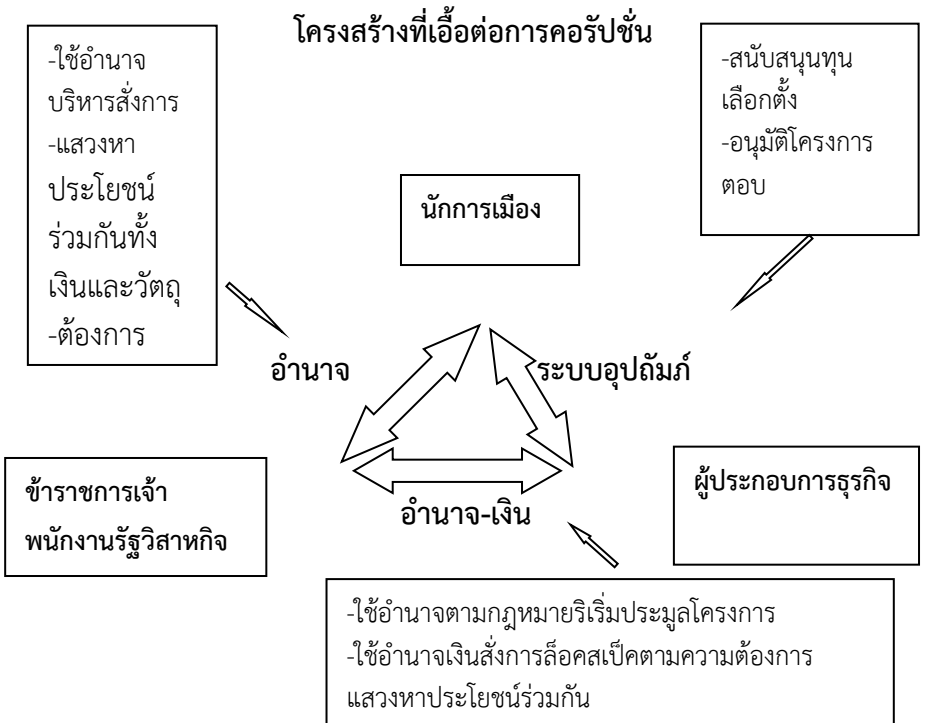 โครงสร้างที่เอื้อต่อการคอรัปชั่น
-ใช้อำนาจ
บริหารสั่งการ
-แสวงหา
ประโยชน์
ร่วมกันทั้ง
เงินและวัตถุ
-ต้องการ
-สนับสนุนทุน
เลือกตั้ง
-อนุมัติโครงการ
ตอบ
นักการเมือง
อำนาจ
ระบบอุปถัมภ์
ข้าราชการเจ้า
พนักงานรัฐวิสาหกิจ
อำนาจ-เงิน
ผู้ประกอบการธุรกิจ
-ใช้อำนาจตามกฎหมายริเริ่มประมูลโครงการ
-ใช้อำนาจเงินสั่งการล็อคสเป็คตามความต้องการ
แสวงหาประโยชน์ร่วมกัน